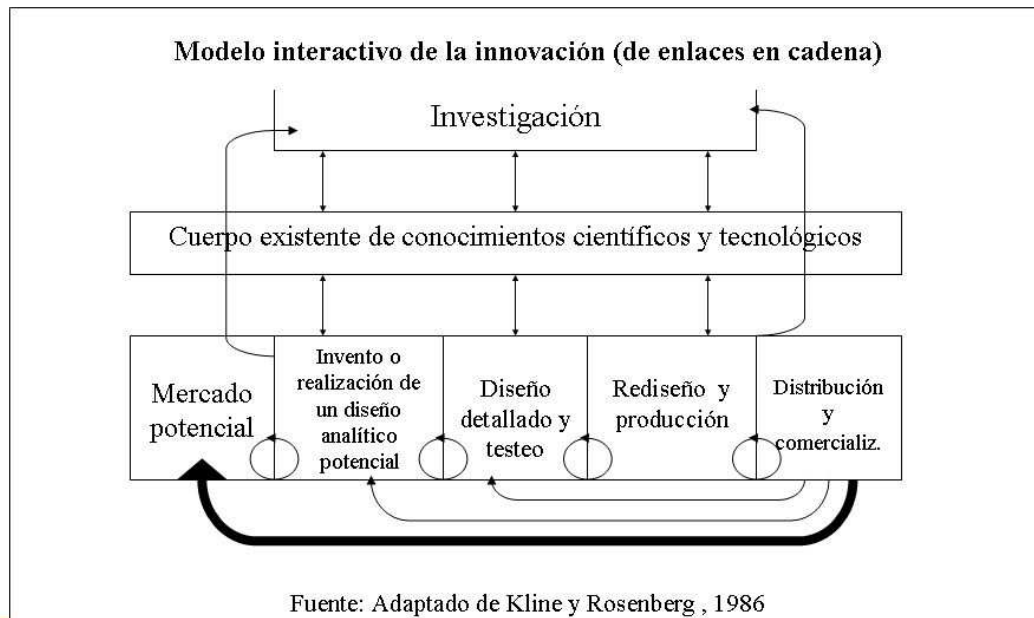 Modelo interactivo de la innovación (de enlaces en cadena)
Investigación
Cuerpo existente de conocimientos científicos y tecnológicos
Mercado
potencial
Invento o
realización de
un diseño
analítico
potencial
Diseño
detallado y
testeo
Rediseño y
producción
Distribución
y
comercializ.
Fuente: Adaptado de Kline y Rosenberg , 1986